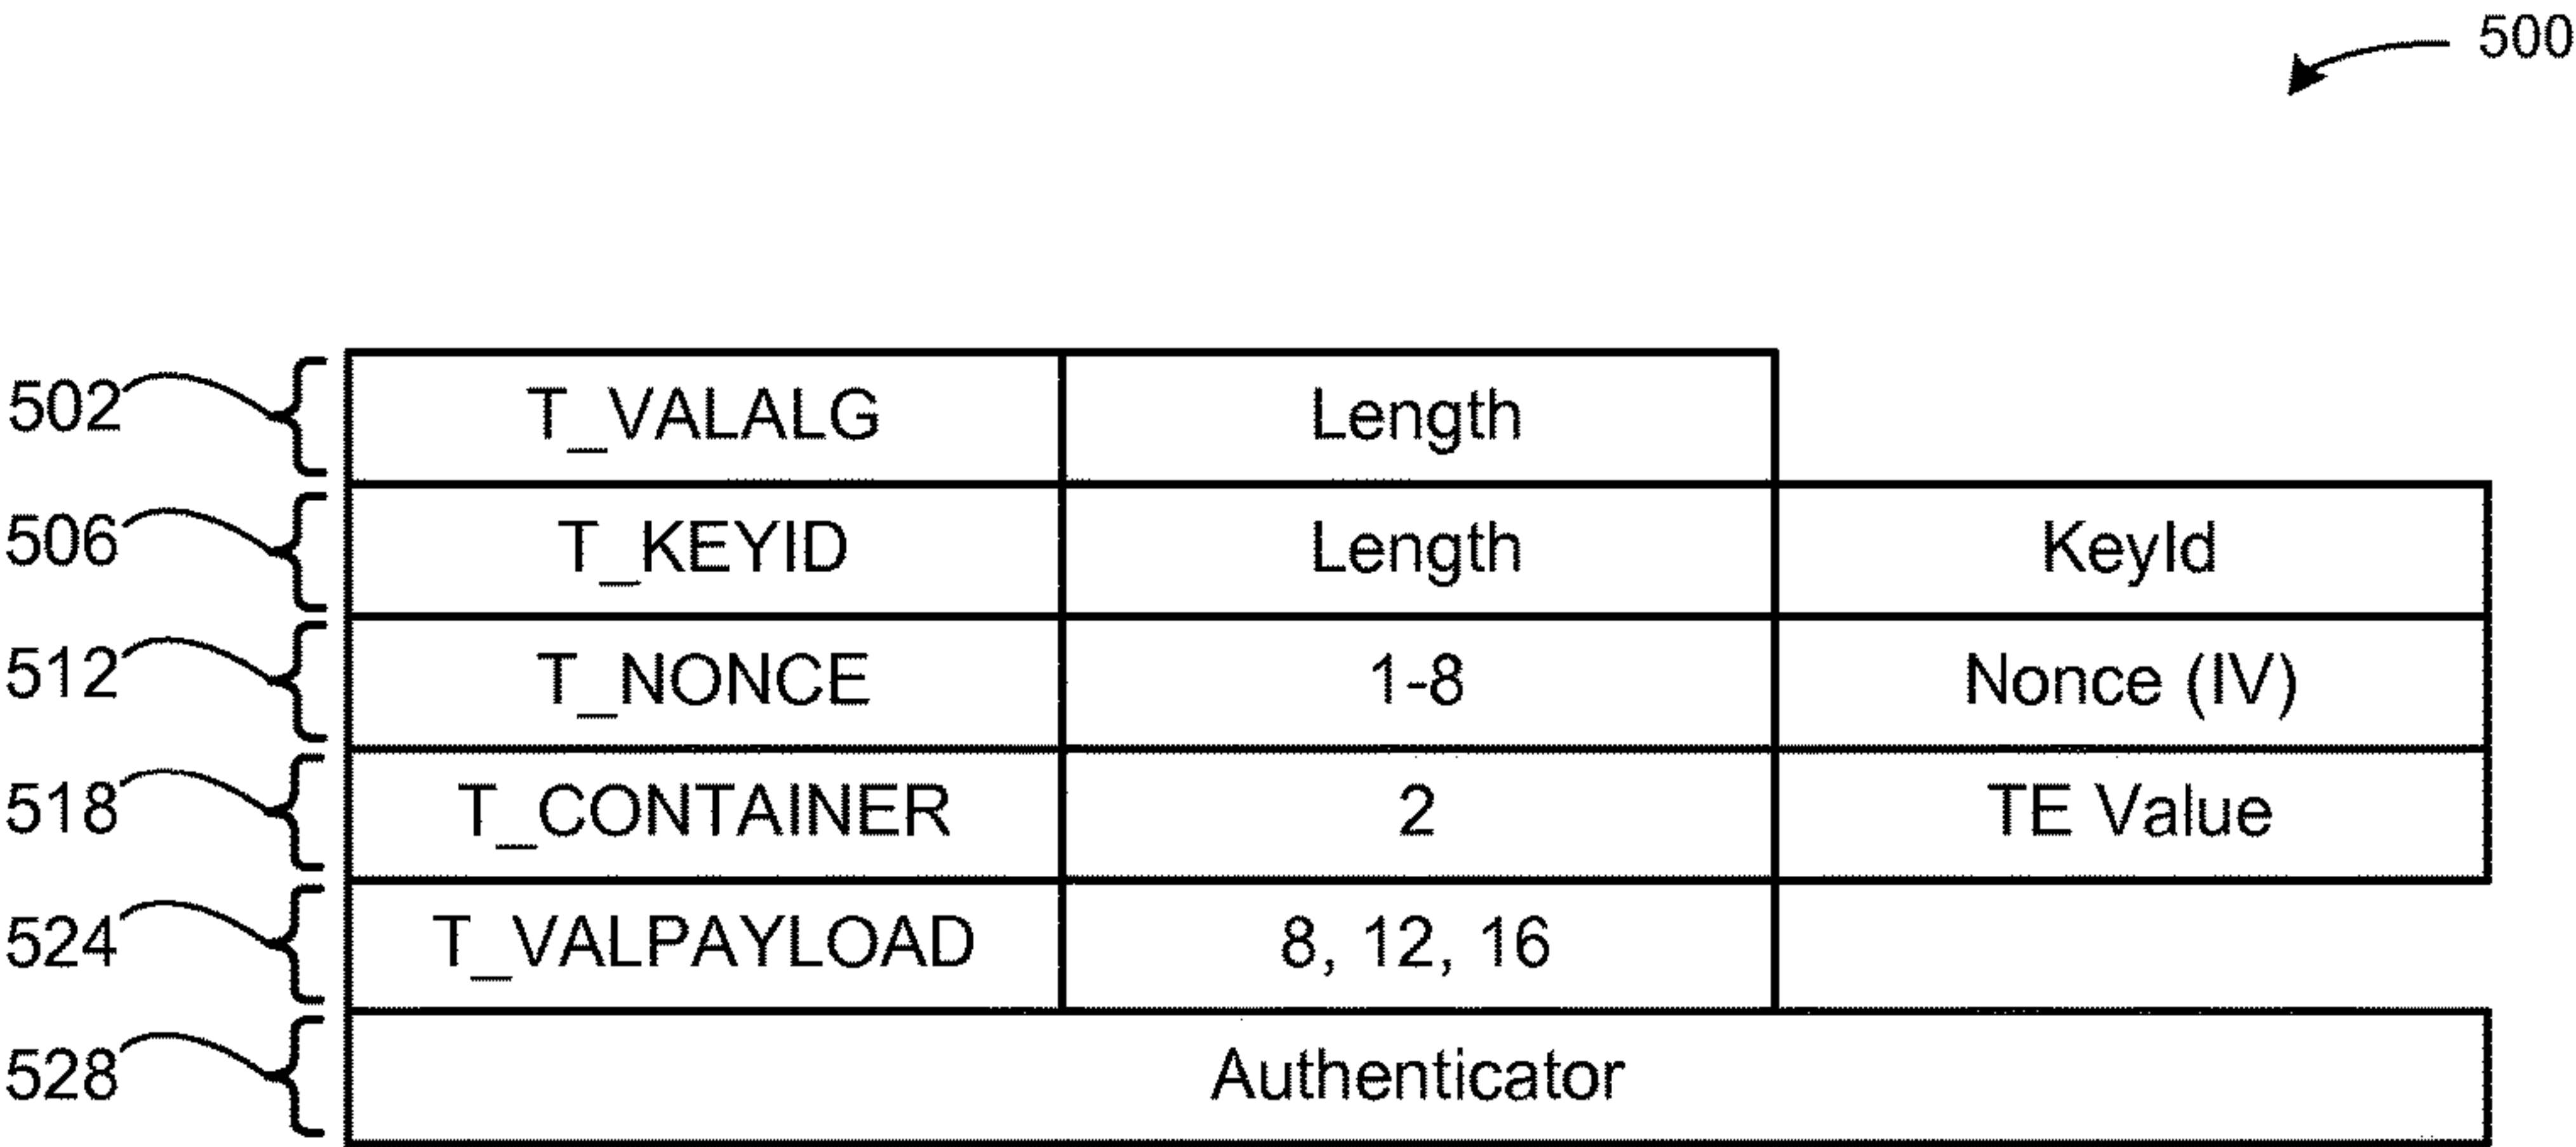 500
502 T_VALALG Length
506 T_KEYID Length KeyId
512 T_NONCE 1-8 Nonce (IV)
518 T_CONTAINER 2 TE Value
524 T_VALPAYLOAD 8, 12, 16
528 Authenticator